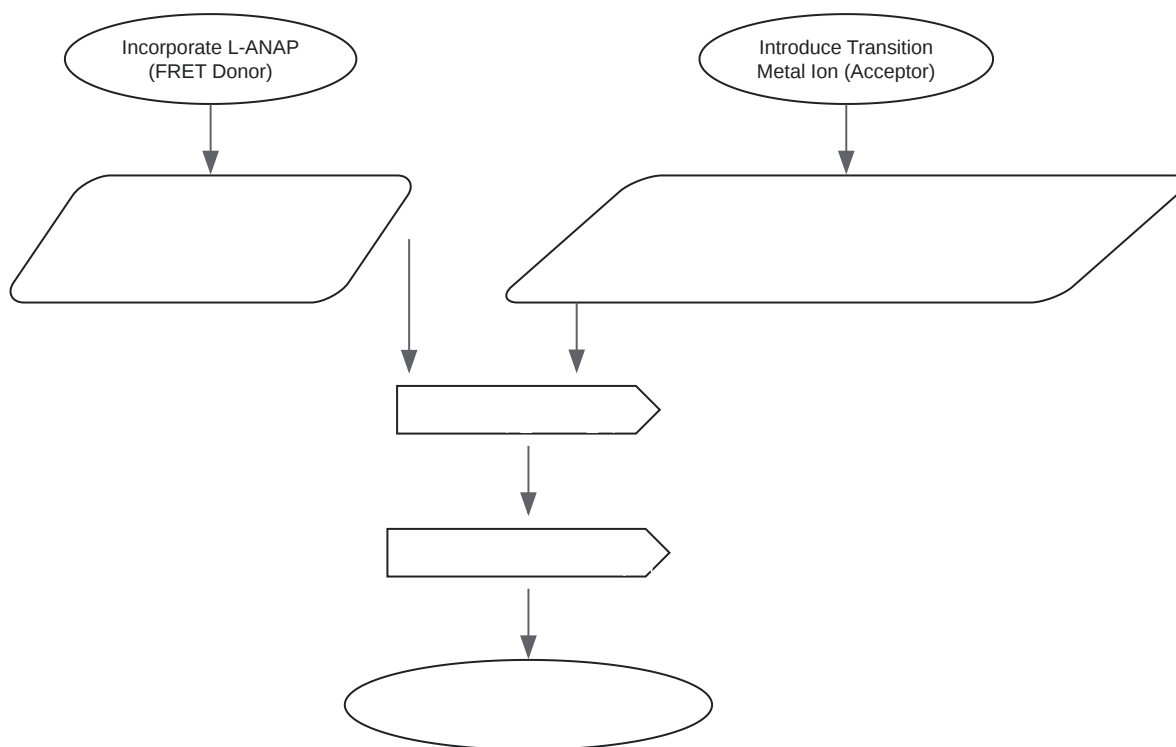 Incorporate L-ANAP
(FRET Donor)
Introduce Transition
Metal Ion (Acceptor)